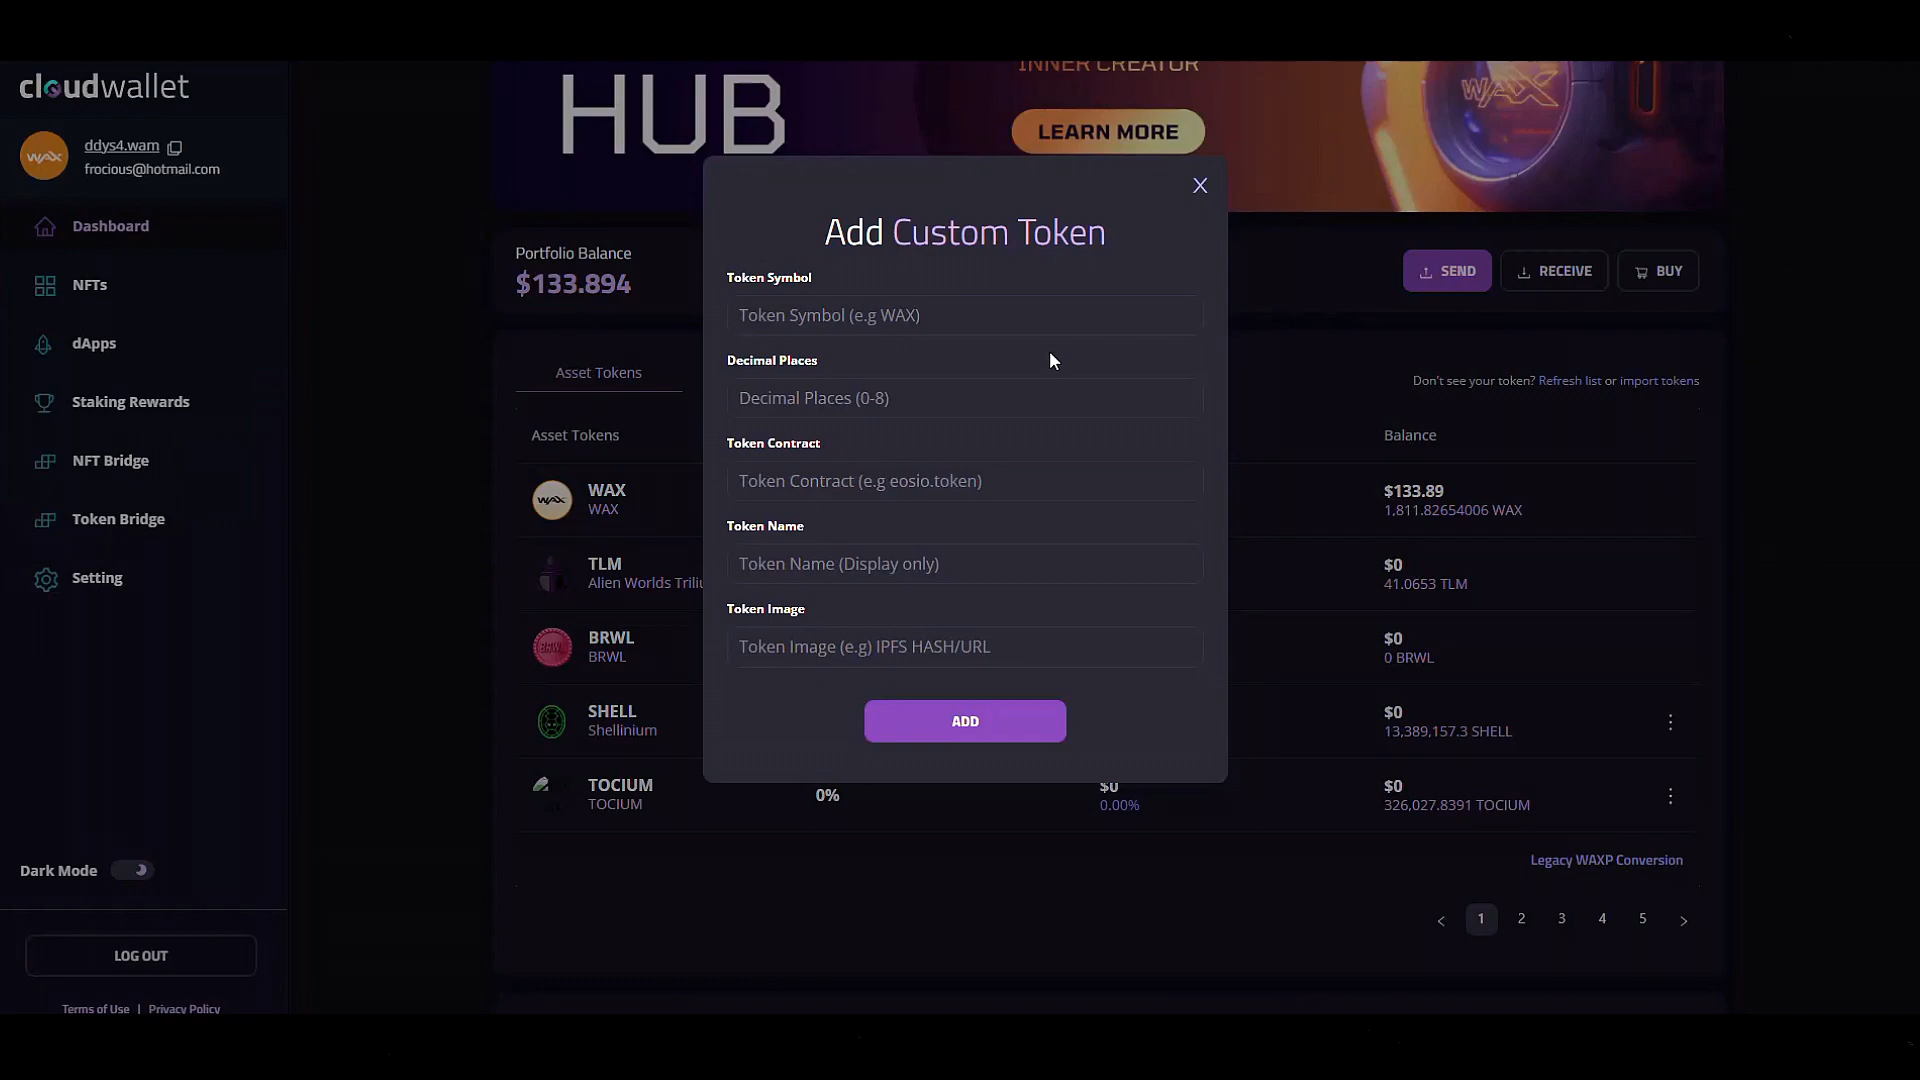 cloudwallet
WAX
ddys4.wam
frocious@hotmail.com
Dashboard
NFTs
dApps
Staking Rewards
NFT Bridge
Token Bridge
Setting
Dark Mode
LOG OUT
Terms of Use | Privacy Policy
HUB
INNER CREATOR
LEARN MORE
WAX
Portfolio Balance
$133.894
SEND
RECEIVE
BUY
Asset Tokens
Don't see your token? Refresh list or import tokens
Asset Tokens
Balance
WAX
WAX
WAX
$133.89
1,811.82654006 WAX
TLM
Alien Worlds Trili
$0
41.0653 TLM
BRWL
BRWL
BRWL
$0
0 BRWL
SHELL
Shellinium
$0
13,389,157.3 SHELL
TOCIUM
TOCIUM
0%
$0
0.00%
$0
326,027.8391 TOCIUM
Legacy WAXP Conversion
< 1 2 3 4 5 >
X
Add Custom Token
Token Symbol
Token Symbol (e.g WAX)
Decimal Places
Decimal Places (0-8)
Token Contract
Token Contract (e.g eosio.token)
Token Name
Token Name (Display only)
Token Image
Token Image (e.g) IPFS HASH/URL
ADD